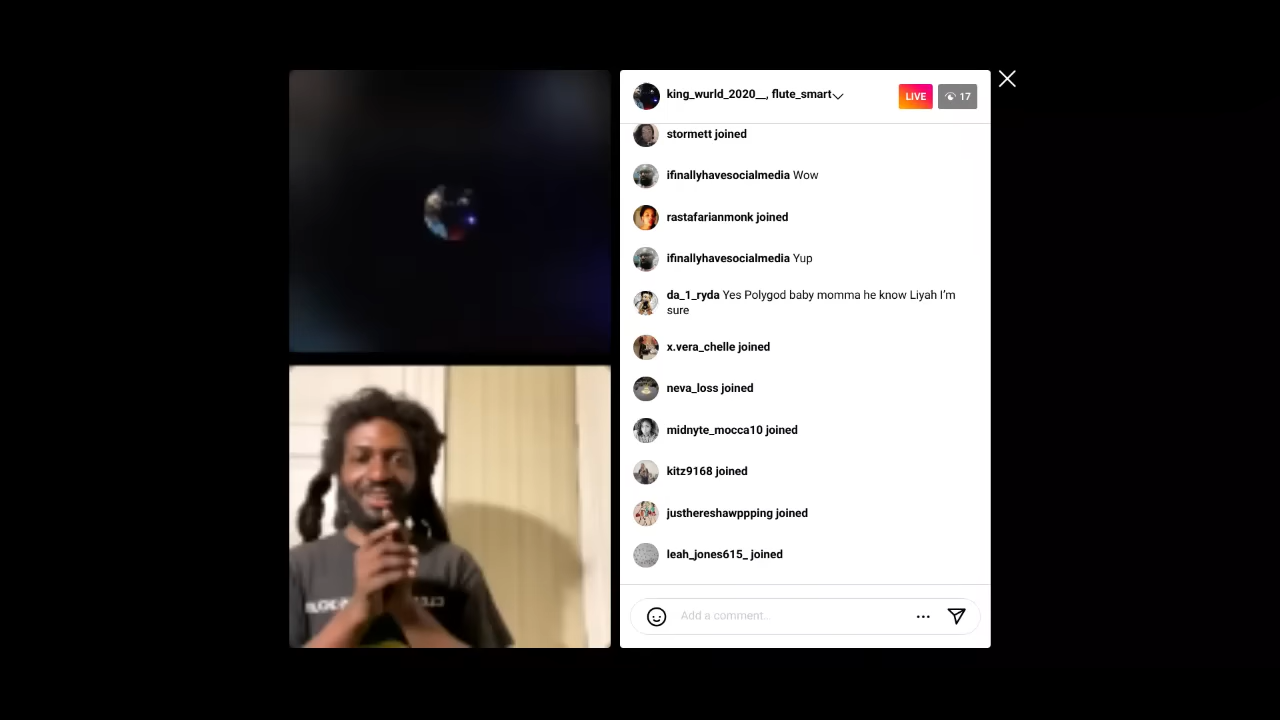 king_wurld_2020__, flute_smart
LIVE
17
stormett joined
ifinallyhavesocialmedia Wow
rastafarianmonk joined
ifinallyhavesocialmedia Yup
da_1_ryda Yes Polygod baby momma he know Liyah I’m
sure
x.vera_chelle joined
neva_loss joined
midnyte_mocca10 joined
kitz9168 joined
justhereshawppping joined
leah_jones615_ joined
Add a comment...